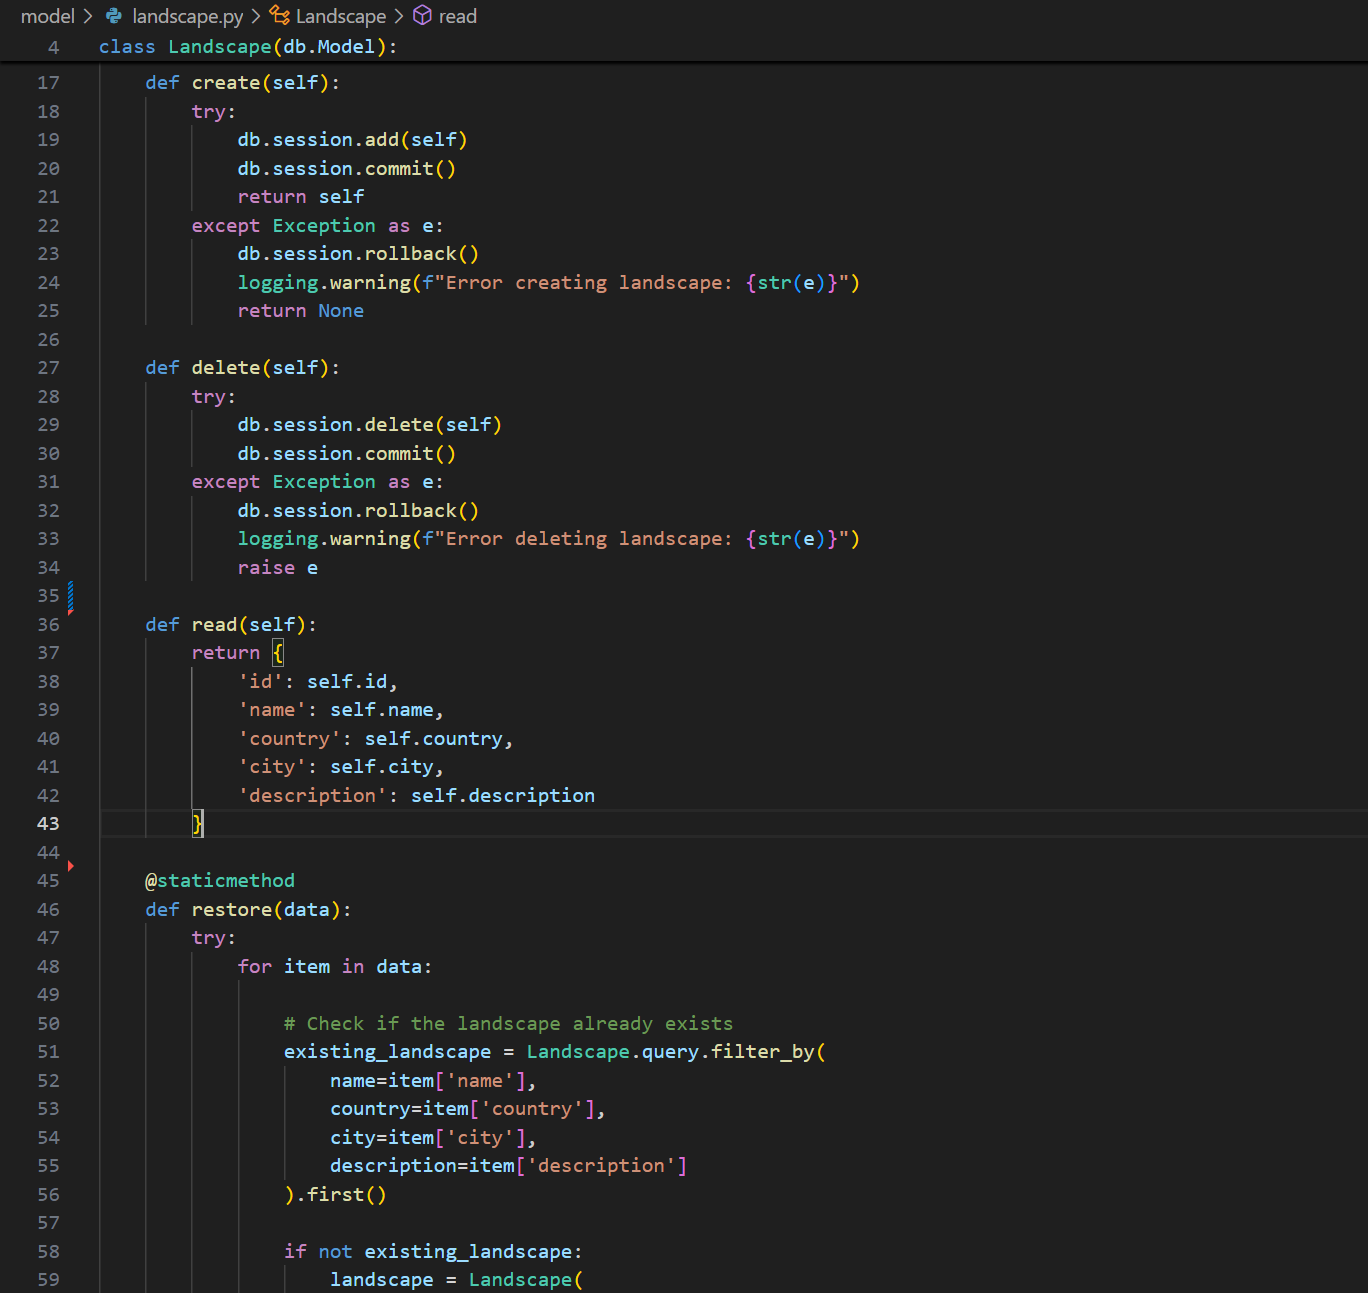 model > landscape.py > Landscape > read
4 class Landscape(db.Model):
17     def create(self):
18         try:
19             db.session.add(self)
20             db.session.commit()
21             return self
22         except Exception as e:
23             db.session.rollback()
24             logging.warning(f"Error creating landscape: {str(e)}")
25             return None
26
27     def delete(self):
28         try:
29             db.session.delete(self)
30             db.session.commit()
31         except Exception as e:
32             db.session.rollback()
33             logging.warning(f"Error deleting landscape: {str(e)}")
34             raise e
35
36     def read(self):
37         return {
38             'id': self.id,
39             'name': self.name,
40             'country': self.country,
41             'city': self.city,
42             'description': self.description
43         }
44
45     @staticmethod
46     def restore(data):
47         try:
48             for item in data:
49
50                 # Check if the landscape already exists
51                 existing_landscape = Landscape.query.filter_by(
52                     name=item['name'],
53                     country=item['country'],
54                     city=item['city'],
55                     description=item['description']
56                 ).first()
57
58                 if not existing_landscape:
59                     landscape = Landscape(